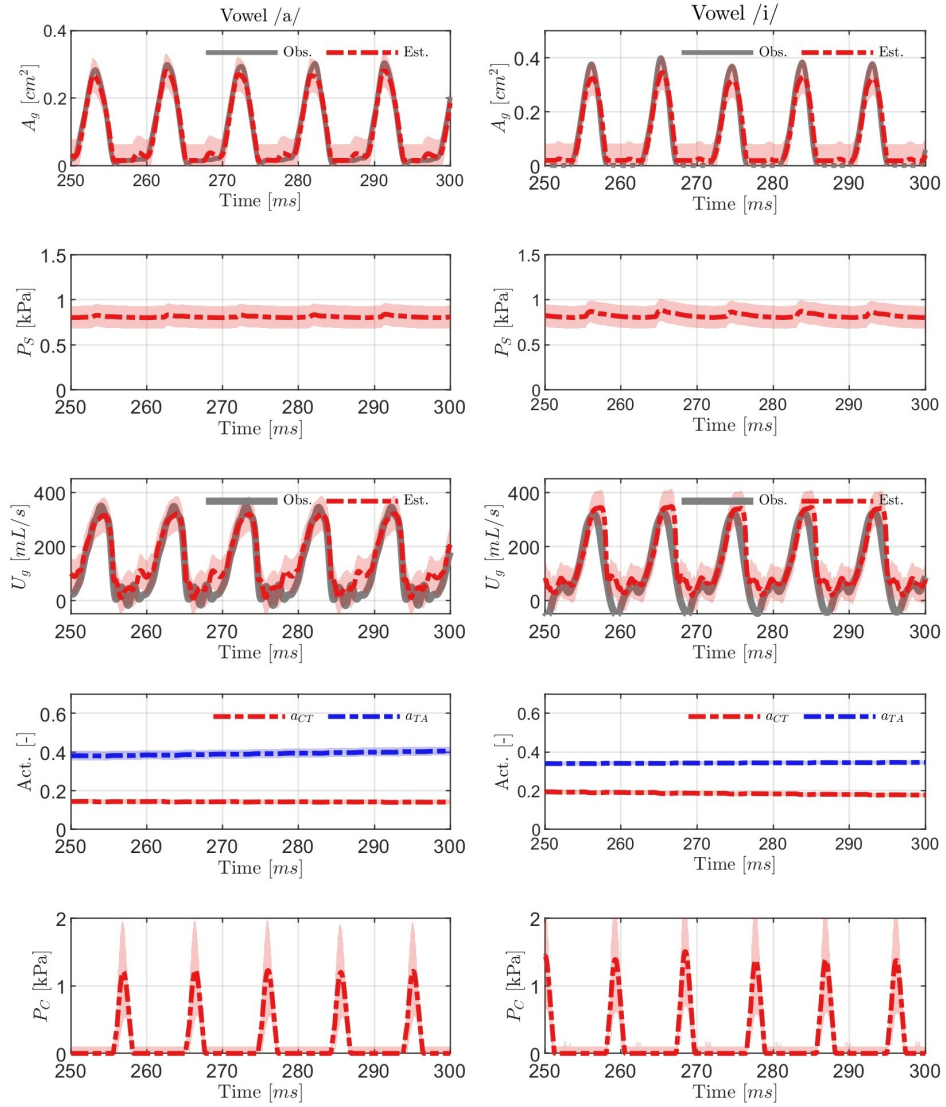 Vowel /a/
A_g [cm²]
0.4
0.2
0
Obs.
Est.
250 260 270 280 290 300
Time [ms]
Vowel /i/
A_g [cm²]
0.4
0.2
0
Obs.
Est.
250 260 270 280 290 300
Time [ms]
P_S [kPa]
1.5
1
0.5
0
250 260 270 280 290 300
Time [ms]
P_S [kPa]
1.5
1
0.5
0
250 260 270 280 290 300
Time [ms]
U_g [mL/s]
400
200
0
Obs.
Est.
250 260 270 280 290 300
Time [ms]
U_g [mL/s]
400
200
0
Obs.
Est.
250 260 270 280 290 300
Time [ms]
Act. [-]
0.6
0.4
0.2
0
a_CT
a_TA
250 260 270 280 290 300
Time [ms]
Act. [-]
0.6
0.4
0.2
0
a_CT
a_TA
250 260 270 280 290 300
Time [ms]
P_C [kPa]
2
1
0
250 260 270 280 290 300
Time [ms]
P_C [kPa]
2
1
0
250 260 270 280 290 300
Time [ms]